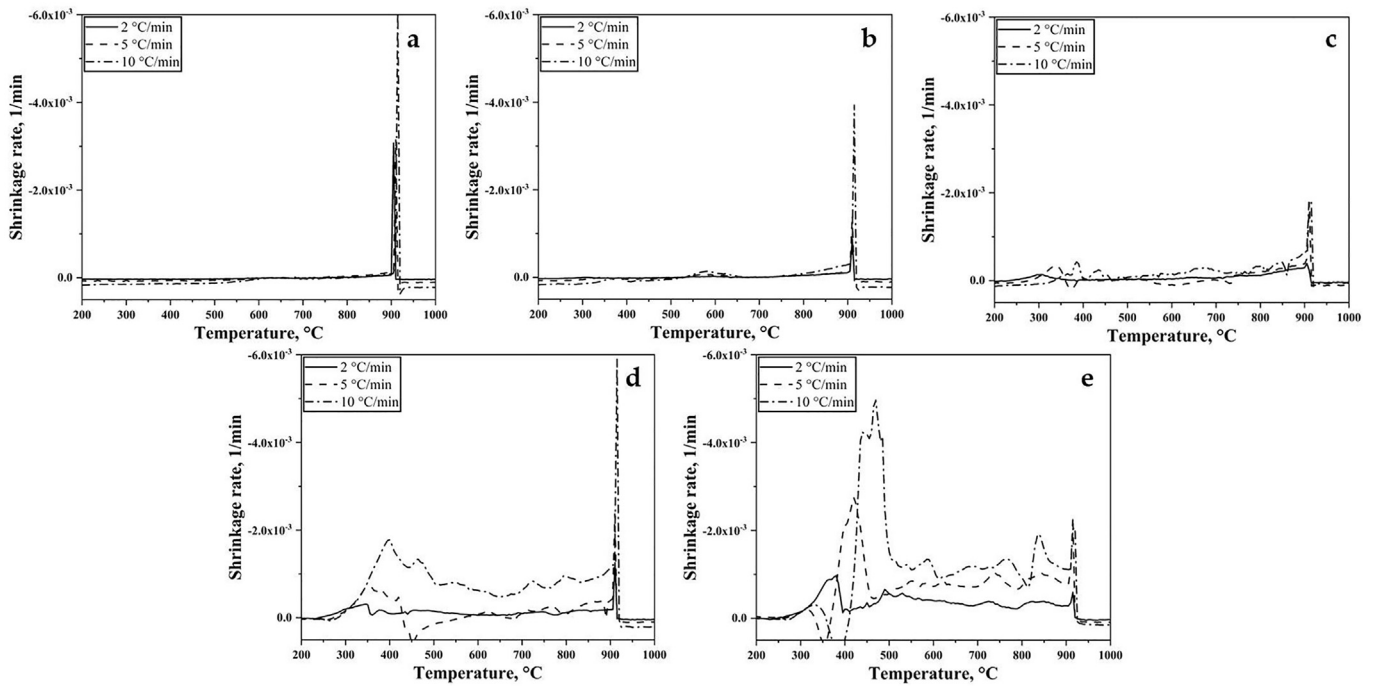 -6.0x10⁻³
-4.0x10⁻³
-2.0x10⁻³
0.0
Shrinkage rate, 1/min
2 °C/min
5 °C/min
10 °C/min
a
200 300 400 500 600 700 800 900 1000
Temperature, °C
-6.0x10⁻³
-4.0x10⁻³
-2.0x10⁻³
0.0
Shrinkage rate, 1/min
2 °C/min
5 °C/min
10 °C/min
b
200 300 400 500 600 700 800 900 1000
Temperature, °C
-6.0x10⁻³
-4.0x10⁻³
-2.0x10⁻³
0.0
Shrinkage rate, 1/min
2 °C/min
5 °C/min
10 °C/min
c
200 300 400 500 600 700 800 900 1000
Temperature, °C
-6.0x10⁻³
-4.0x10⁻³
-2.0x10⁻³
0.0
Shrinkage rate, 1/min
2 °C/min
5 °C/min
10 °C/min
d
200 300 400 500 600 700 800 900 1000
Temperature, °C
-6.0x10⁻³
-4.0x10⁻³
-2.0x10⁻³
0.0
Shrinkage rate, 1/min
2 °C/min
5 °C/min
10 °C/min
e
200 300 400 500 600 700 800 900 1000
Temperature, °C